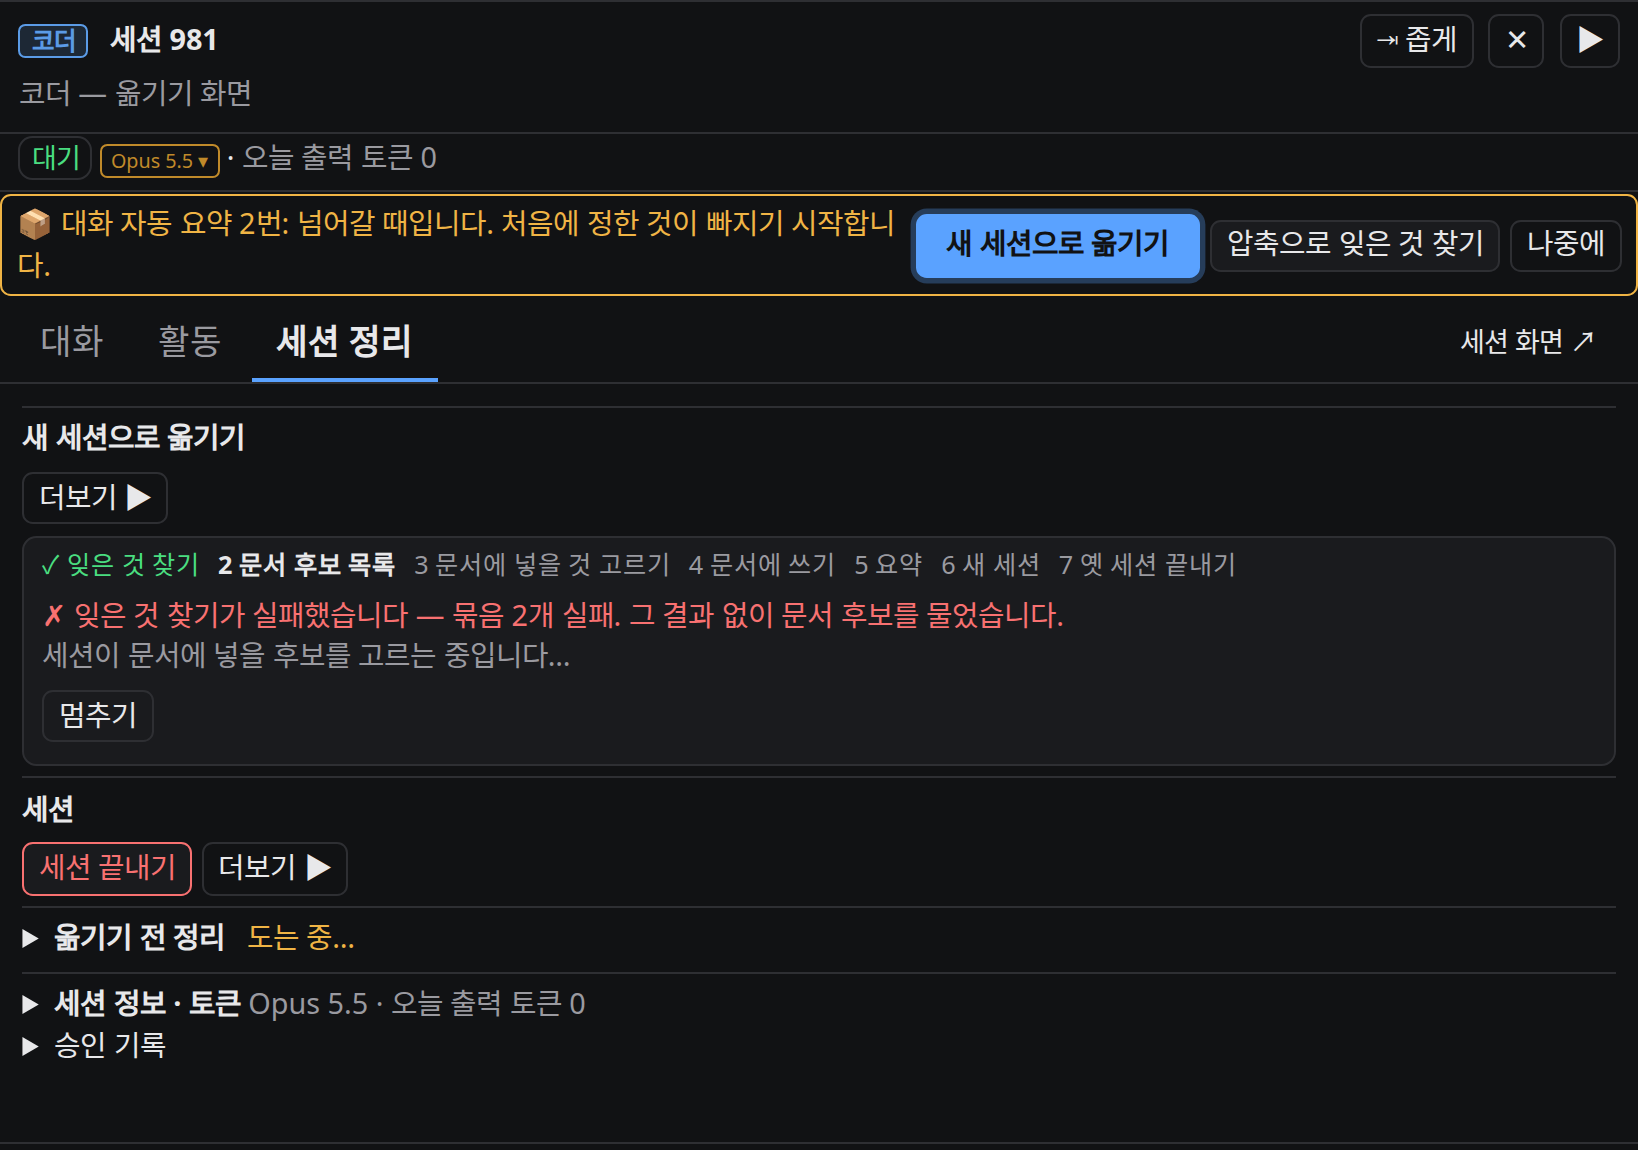 코더 세션 981 ⇥ 좁게 ✕ ▶
코더 — 옮기기 화면
대기 Opus 5.5 ▾ · 오늘 출력 토큰 0
📦 대화 자동 요약 2번: 넘어갈 때입니다. 처음에 정한 것이 빠지기 시작합니
다.
새 세션으로 옮기기 압축으로 잊은 것 찾기 나중에
대화 활동 세션 정리 세션 화면 ↗
새 세션으로 옮기기
더보기 ▶
✓ 잊은 것 찾기 2 문서 후보 목록 3 문서에 넣을 것 고르기 4 문서에 쓰기 5 요약 6 새 세션 7 옛 세션 끝내기
✗ 잊은 것 찾기가 실패했습니다 — 묶음 2개 실패. 그 결과 없이 문서 후보를 물었습니다.
세션이 문서에 넣을 후보를 고르는 중입니다…
멈추기
세션
세션 끝내기 더보기 ▶
▶ 옮기기 전 정리 도는 중…
▶ 세션 정보 · 토큰 Opus 5.5 · 오늘 출력 토큰 0
▶ 승인 기록